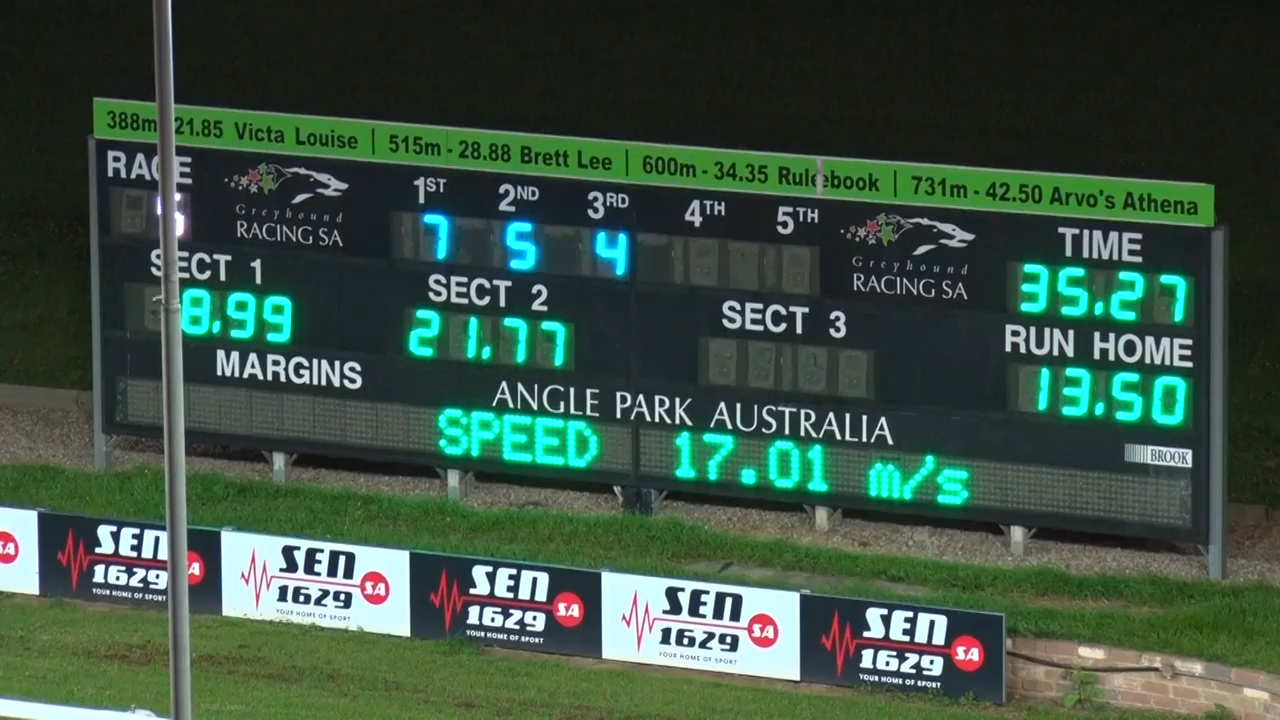 388m 21.85 Victa Louise | 515m - 28.88 Brett Lee | 600m - 34.35 Rulebook | 731m - 42.50 Arvo's Athena
RACE
Greyhound
RACING SA
1ST 2ND 3RD 4TH 5TH
7 5 4
Greyhound
RACING SA
TIME
35.27
SECT 1
8.99
SECT 2
21.77
SECT 3
RUN HOME
13.50
MARGINS
ANGLE PARK AUSTRALIA
SPEED 17.01 m/s
BROOK
SA
SEN
1629 SA
YOUR HOME OF SPORT
SEN
1629 SA
YOUR HOME OF SPORT
SEN
1629 SA
YOUR HOME OF SPORT
SEN
1629 SA
YOUR HOME OF SPORT
SEN
1629 SA
YOUR HOME OF SPORT